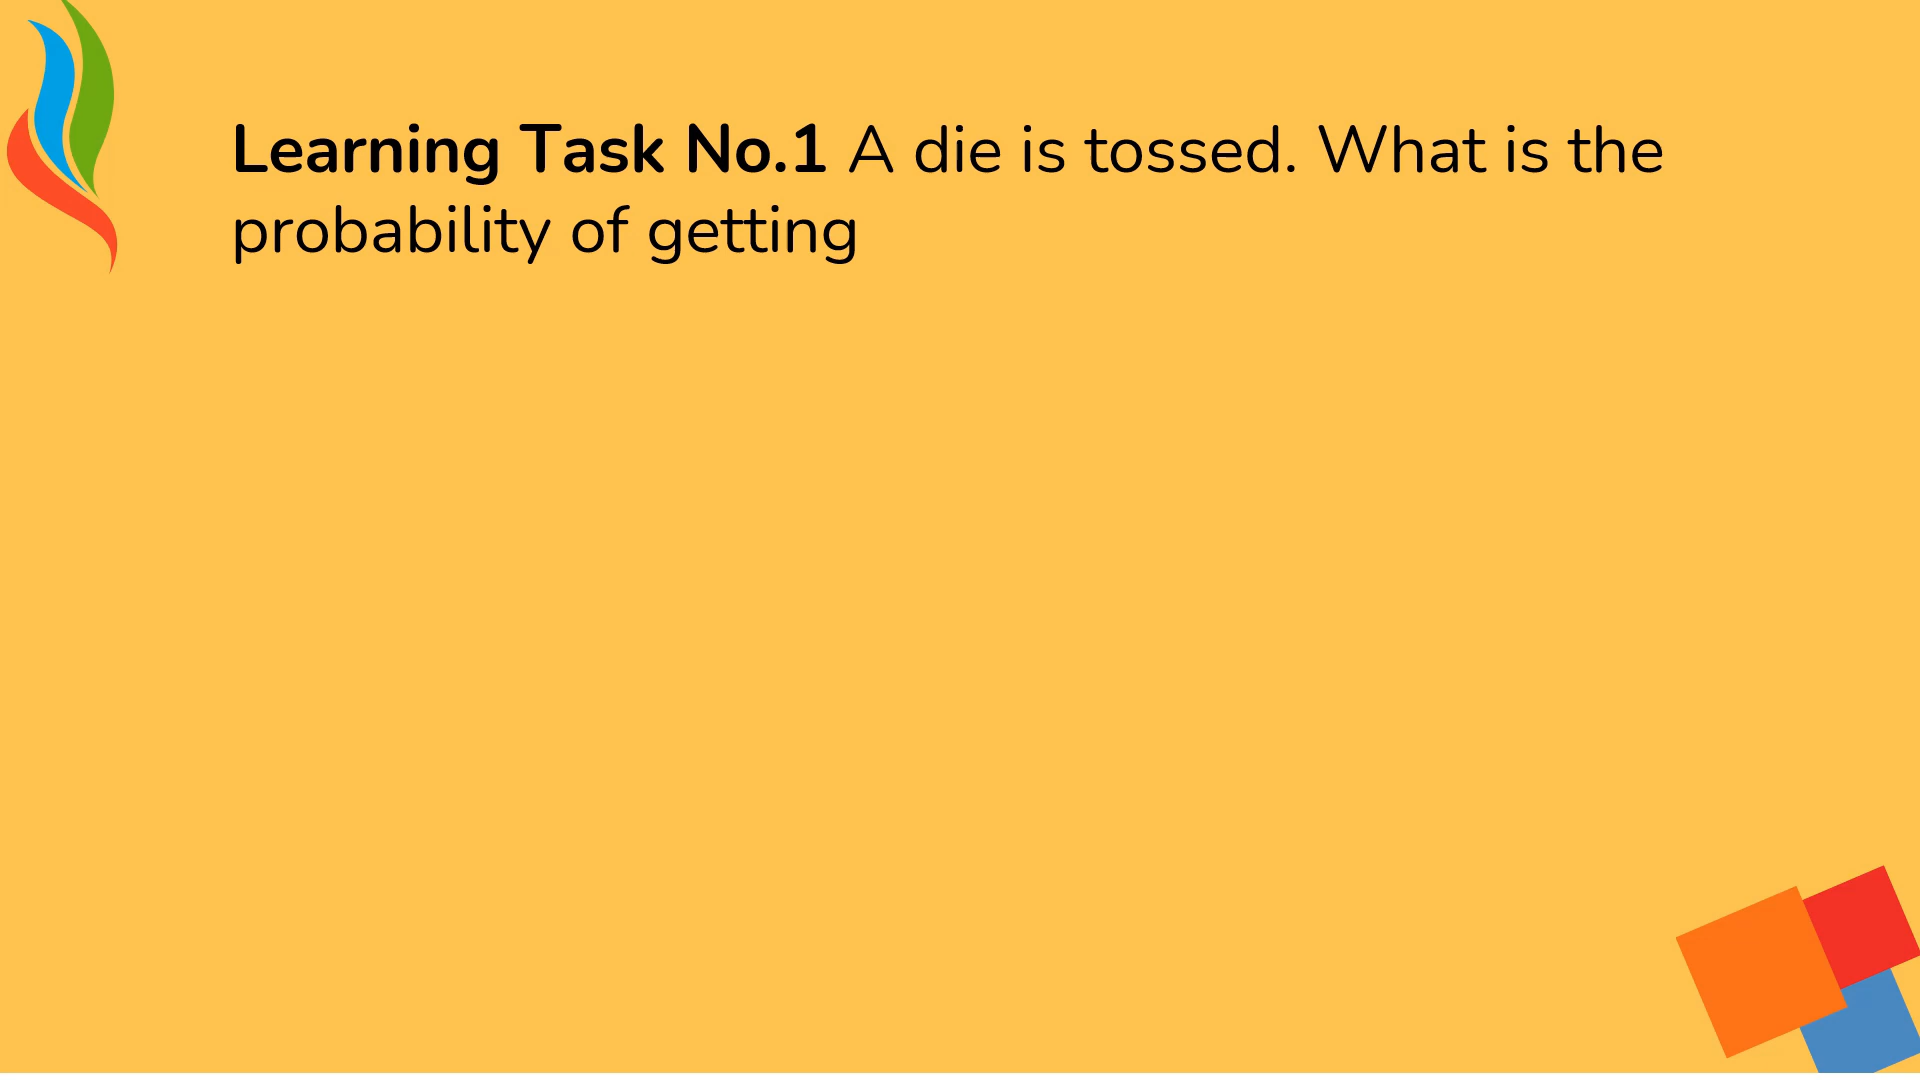 Learning Task No.1 A die is tossed. What is the
probability of getting